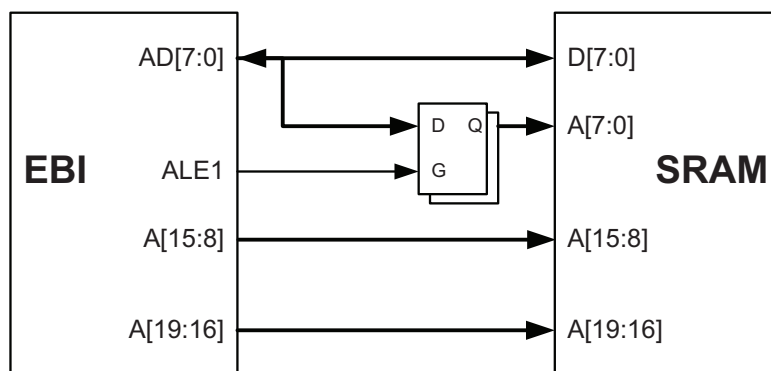 AD[7:0] D[7:0]
D Q A[7:0]
EBI ALE1 G SRAM
A[15:8] A[15:8]
A[19:16] A[19:16]